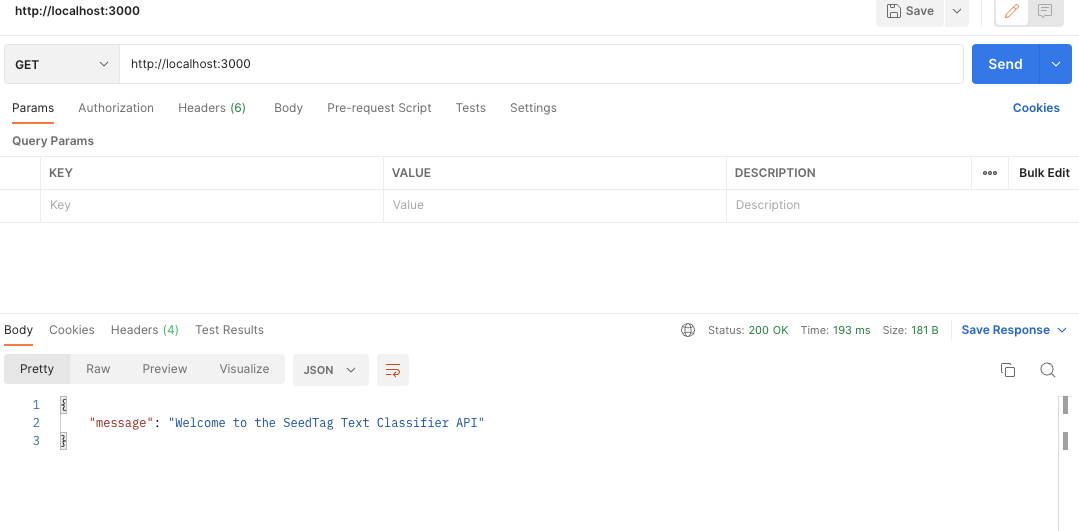 http://localhost:3000 Save
GET http://localhost:3000 Send
Params Authorization Headers (6) Body Pre-request Script Tests Settings Cookies
Query Params
KEY VALUE DESCRIPTION ••• Bulk Edit
Key Value Description
Body Cookies Headers (4) Test Results Status: 200 OK Time: 193 ms Size: 181 B Save Response
Pretty Raw Preview Visualize JSON
1 {
2 "message": "Welcome to the SeedTag Text Classifier API"
3 }